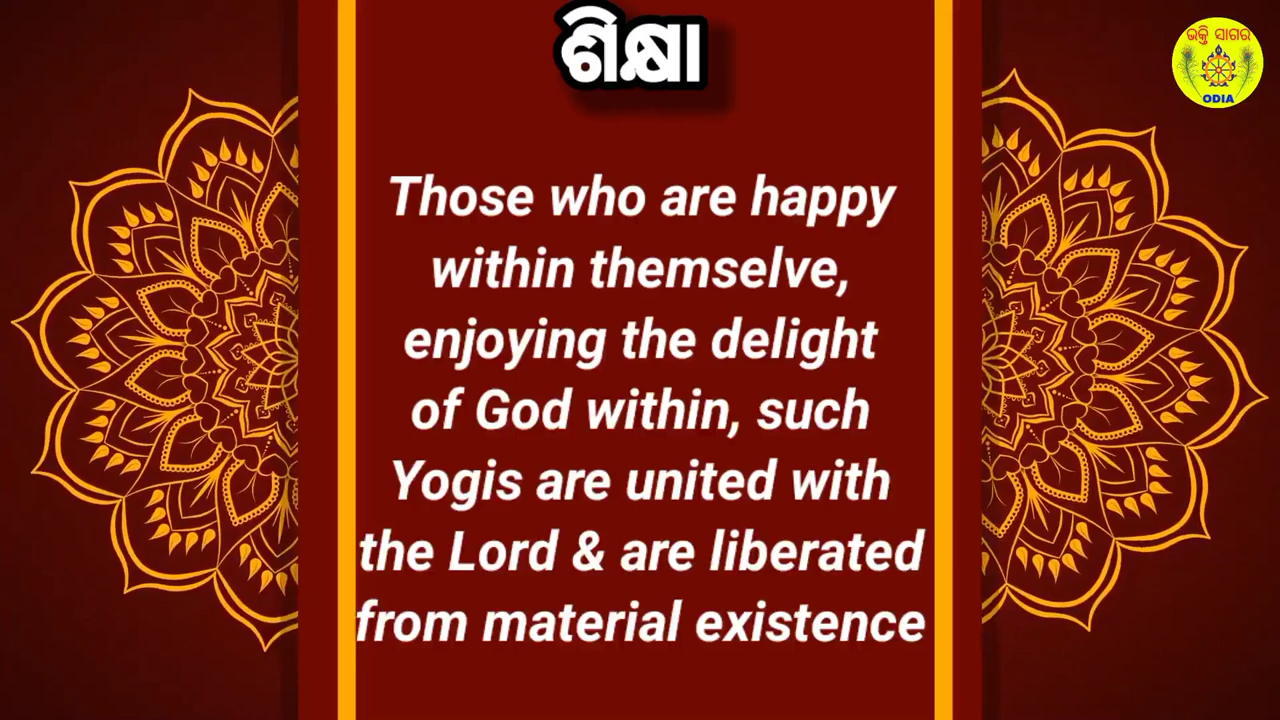 ଶିକ୍ଷା
ଭକ୍ତି ସାଗର
ODIA
Those who are happy
within themselve,
enjoying the delight
of God within, such
Yogis are united with
the Lord & are liberated
from material existence